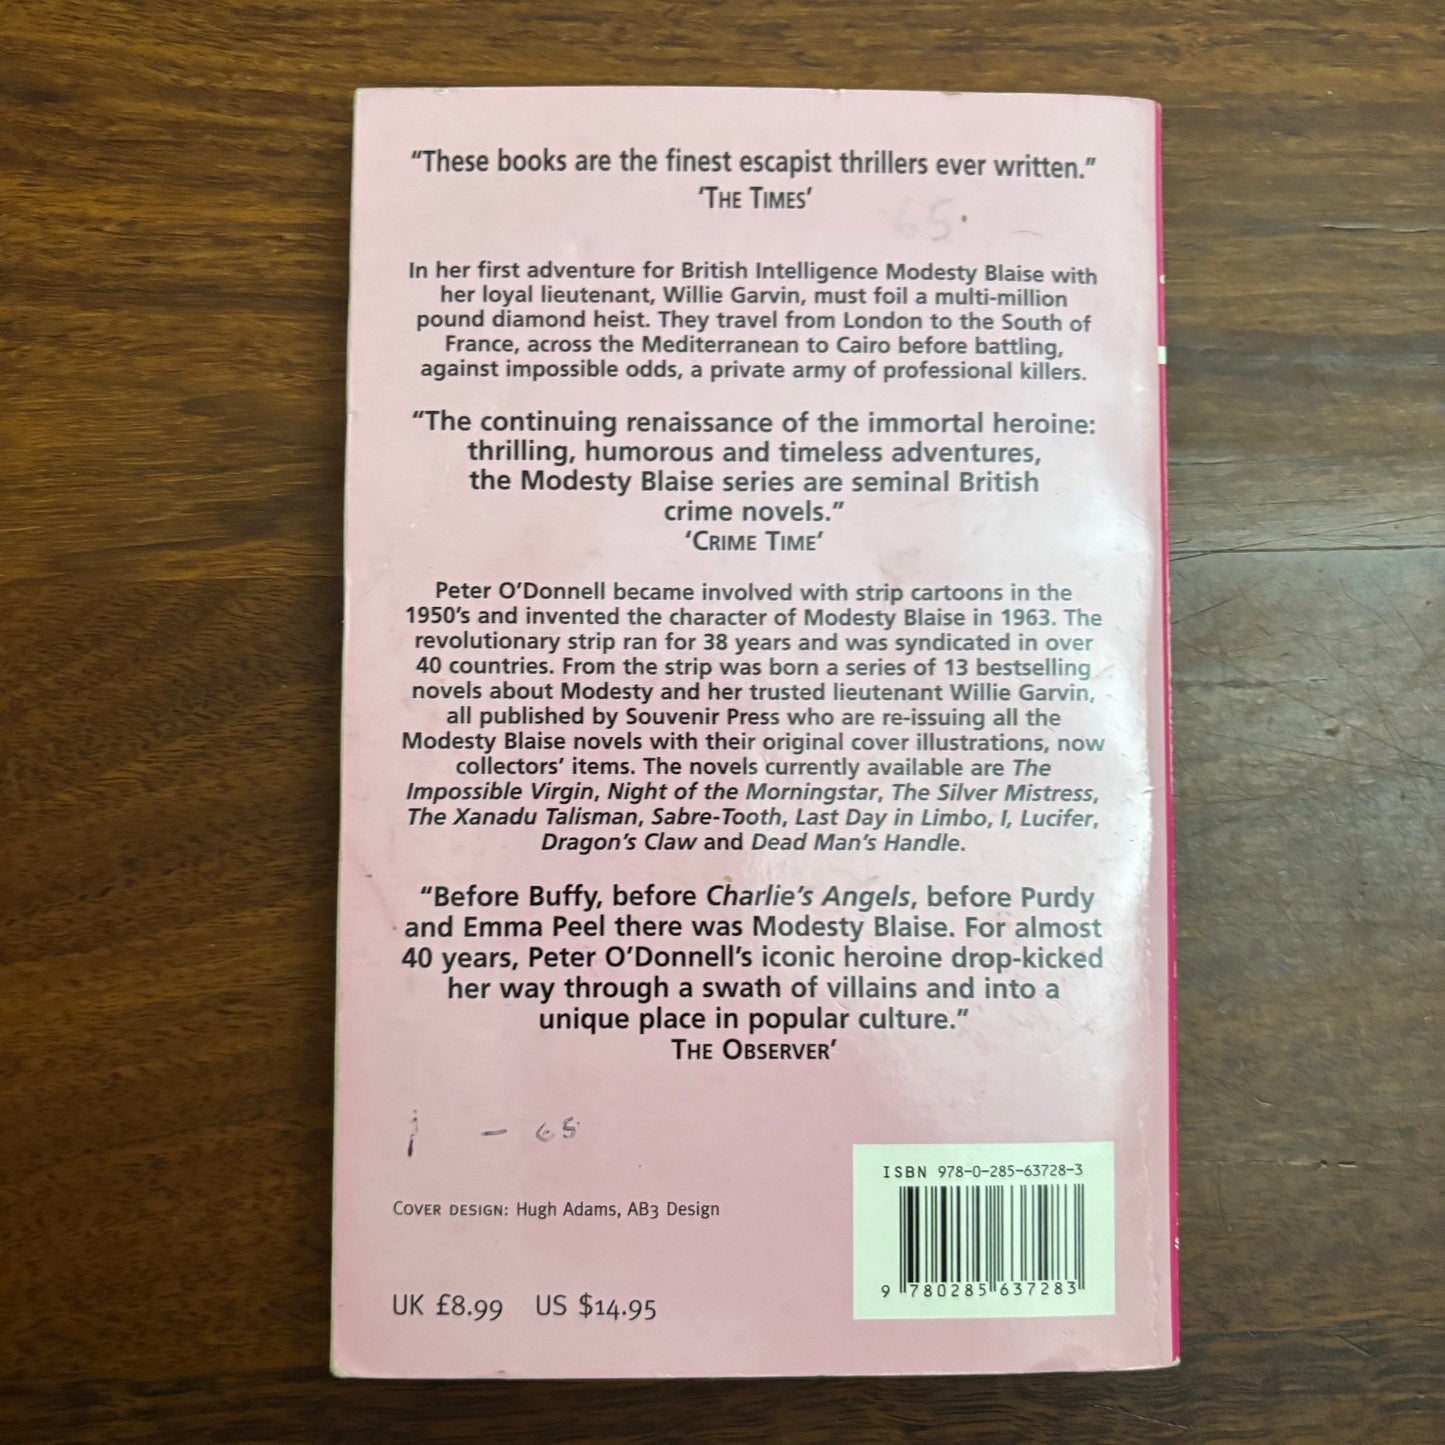 "These books are the finest escapist thrillers ever written."
'THE TIMES'
65
In her first adventure for British Intelligence Modesty Blaise with
her loyal lieutenant, Willie Garvin, must foil a multi-million
pound diamond heist. They travel from London to the South of
France, across the Mediterranean to Cairo before battling,
against impossible odds, a private army of professional killers.
"The continuing renaissance of the immortal heroine:
thrilling, humorous and timeless adventures,
the Modesty Blaise series are seminal British
crime novels."
'CRIME TIME'
Peter O'Donnell became involved with strip cartoons in the
1950's and invented the character of Modesty Blaise in 1963. The
revolutionary strip ran for 38 years and was syndicated in over
40 countries. From the strip was born a series of 13 bestselling
novels about Modesty and her trusted lieutenant Willie Garvin,
all published by Souvenir Press who are re-issuing all the
Modesty Blaise novels with their original cover illustrations, now
collectors' items. The novels currently available are The
Impossible Virgin, Night of the Morningstar, The Silver Mistress,
The Xanadu Talisman, Sabre-Tooth, Last Day in Limbo, I, Lucifer,
Dragon's Claw and Dead Man's Handle.
"Before Buffy, before Charlie's Angels, before Purdy
and Emma Peel there was Modesty Blaise. For almost
40 years, Peter O'Donnell's iconic heroine drop-kicked
her way through a swath of villains and into a
unique place in popular culture."
THE OBSERVER'
– 65
COVER DESIGN: Hugh Adams, AB3 Design
UK £8.99 US $14.95
ISBN 978-0-285-63728-3
9 780285 637283